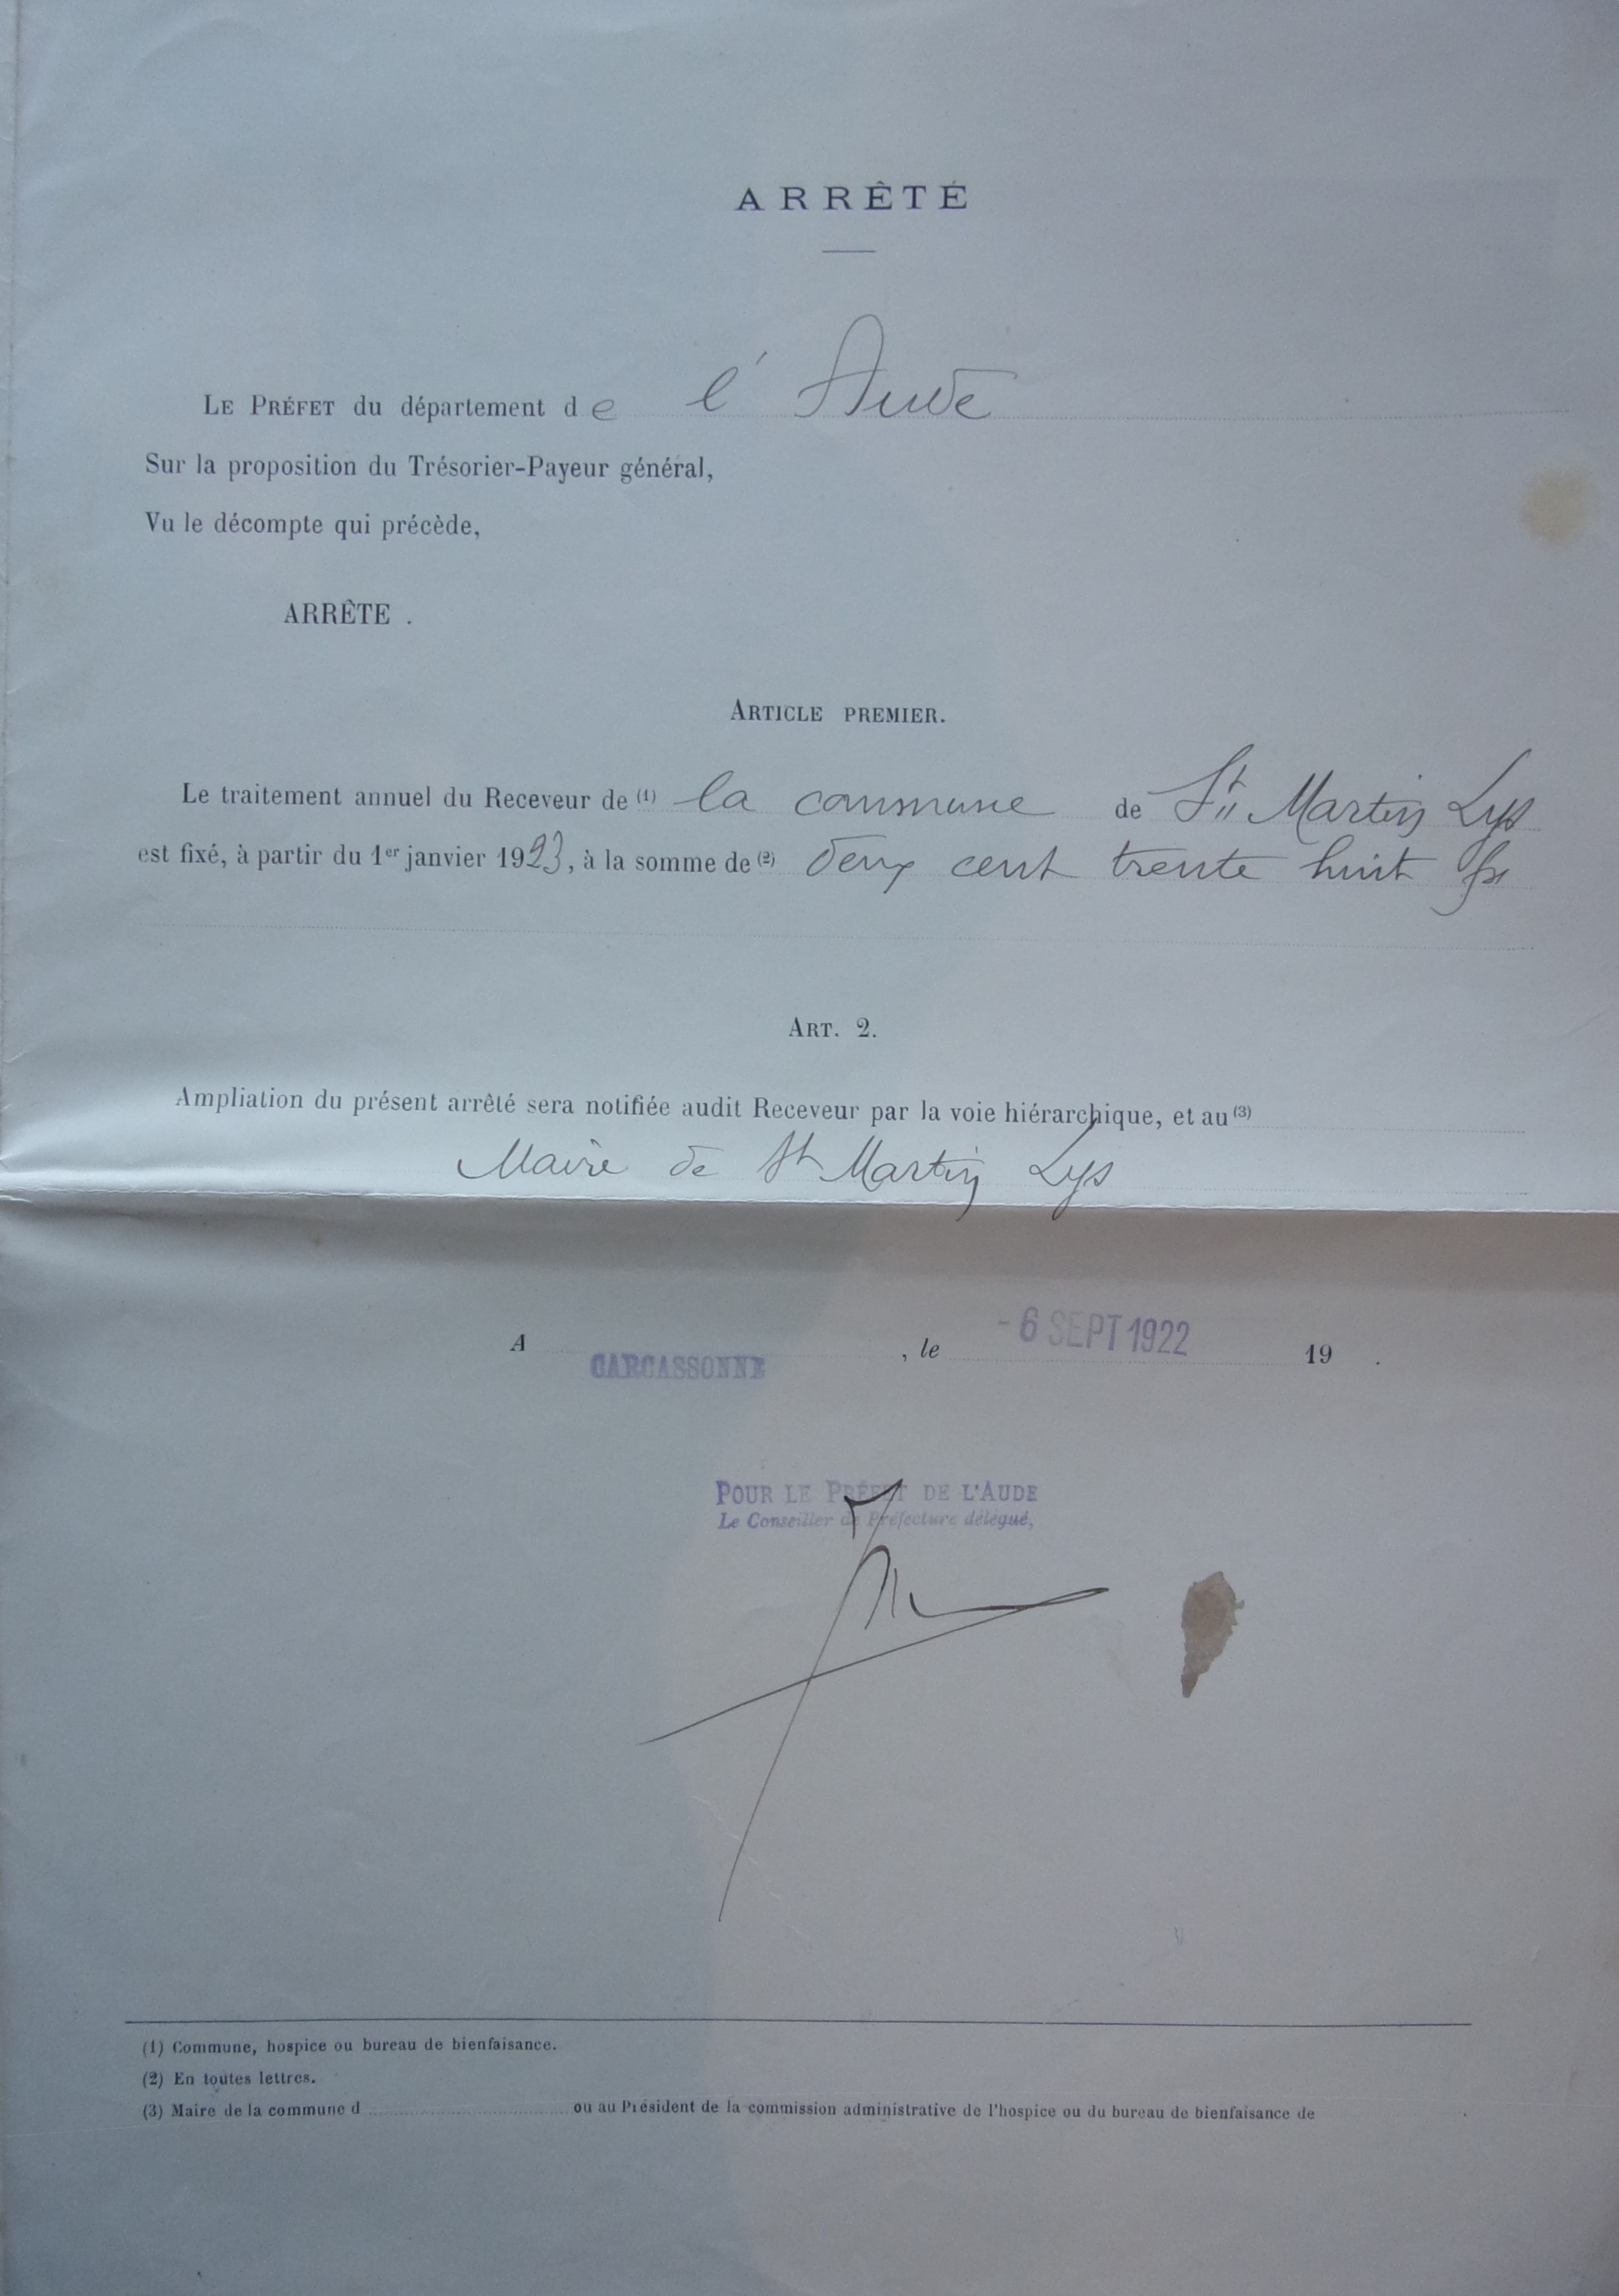 ARRÊTÉ
LE PRÉFET du département de l'Aude
Sur la proposition du Trésorier-Payeur général,
Vu le décompte qui précède,
ARRÊTE .
ARTICLE PREMIER.
Le traitement annuel du Receveur de (1) la commune de St Martin Lys
est fixé, à partir du 1er janvier 1923, à la somme de (2) deux cent trente huit frs
ART. 2.
Ampliation du présent arrêté sera notifiée audit Receveur par la voie hiérarchique, et au (3)
Maire de St Martin Lys
A CARCASSONNE , le - 6 SEPT 1922 19 .
POUR LE PRÉFET DE L'AUDE
Le Conseiller de Préfecture délégué,
(1) Commune, hospice ou bureau de bienfaisance.
(2) En toutes lettres.
(3) Maire de la commune d ou au Président de la commission administrative de l'hospice ou du bureau de bienfaisance de .